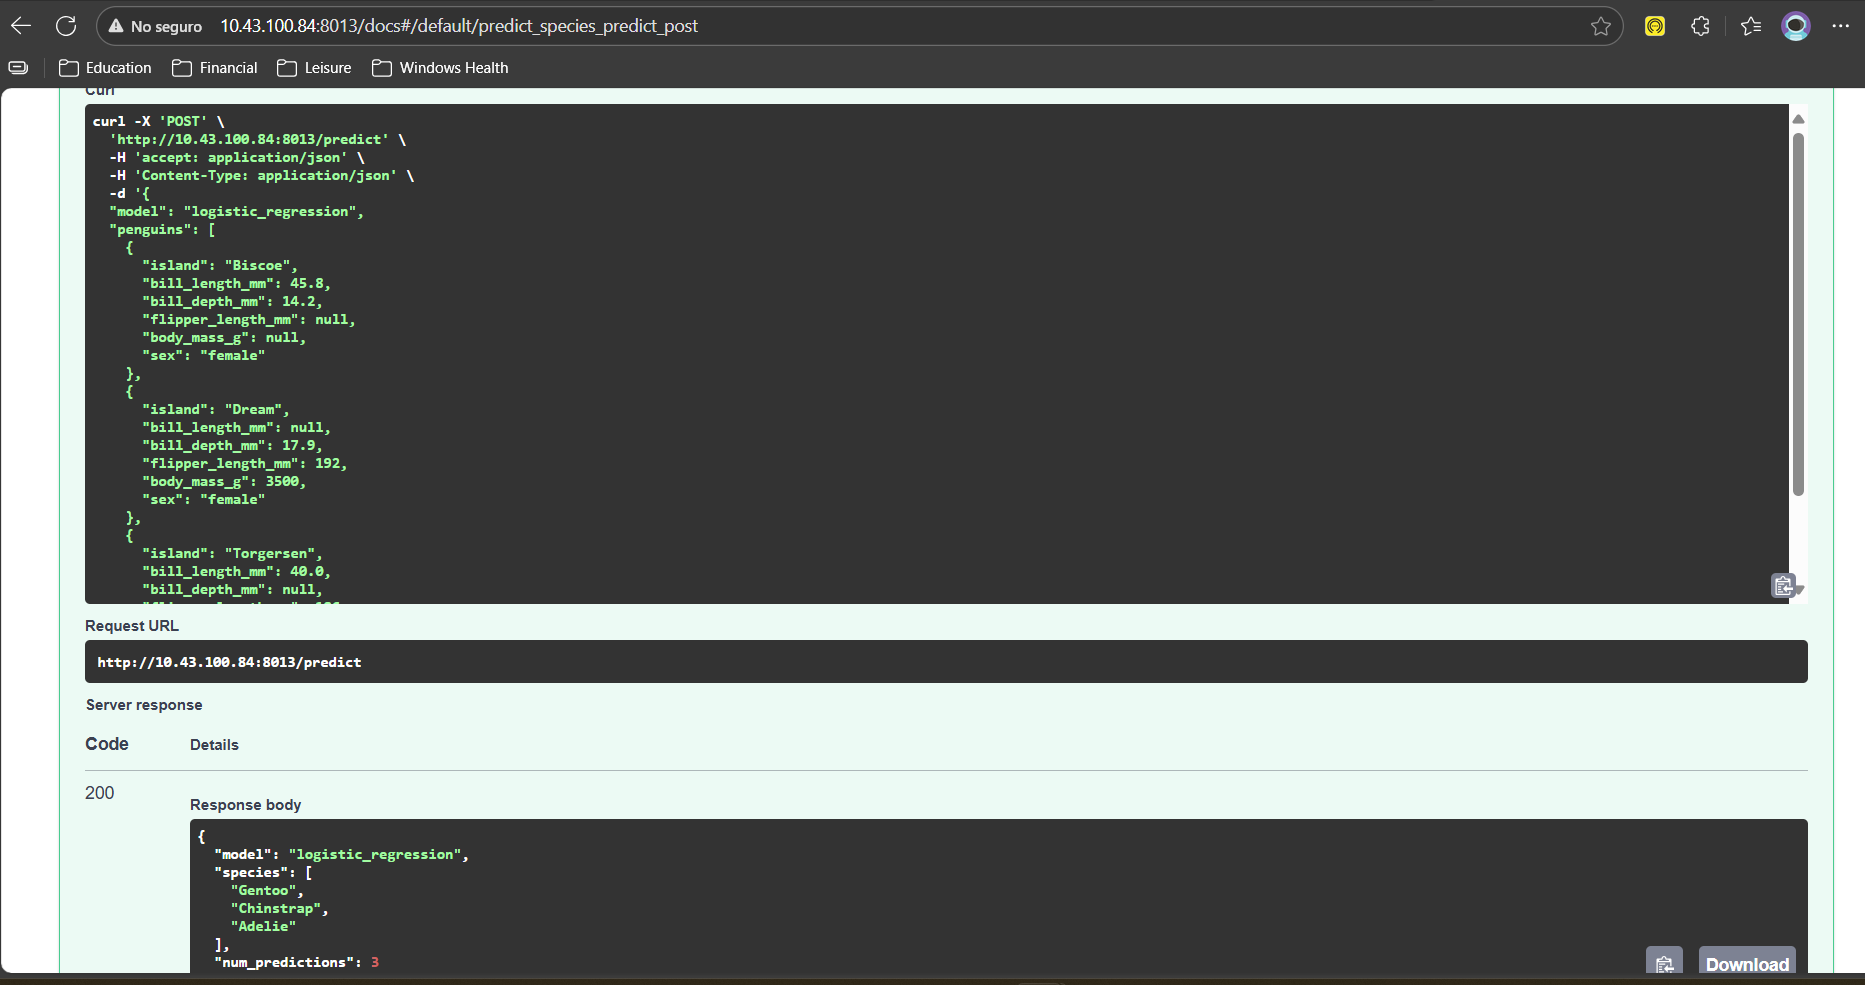 No seguro 10.43.100.84:8013/docs#/default/predict_species_predict_post
Education Financial Leisure Windows Health
Curl
curl -X 'POST' \
'http://10.43.100.84:8013/predict' \
-H 'accept: application/json' \
-H 'Content-Type: application/json' \
-d '{
"model": "logistic_regression",
"penguins": [
{
"island": "Biscoe",
"bill_length_mm": 45.8,
"bill_depth_mm": 14.2,
"flipper_length_mm": null,
"body_mass_g": null,
"sex": "female"
},
{
"island": "Dream",
"bill_length_mm": null,
"bill_depth_mm": 17.9,
"flipper_length_mm": 192,
"body_mass_g": 3500,
"sex": "female"
},
{
"island": "Torgersen",
"bill_length_mm": 40.0,
"bill_depth_mm": null,
Request URL
http://10.43.100.84:8013/predict
Server response
Code Details
200
Response body
{
"model": "logistic_regression",
"species": [
"Gentoo",
"Chinstrap",
"Adelie"
],
"num_predictions": 3
Download